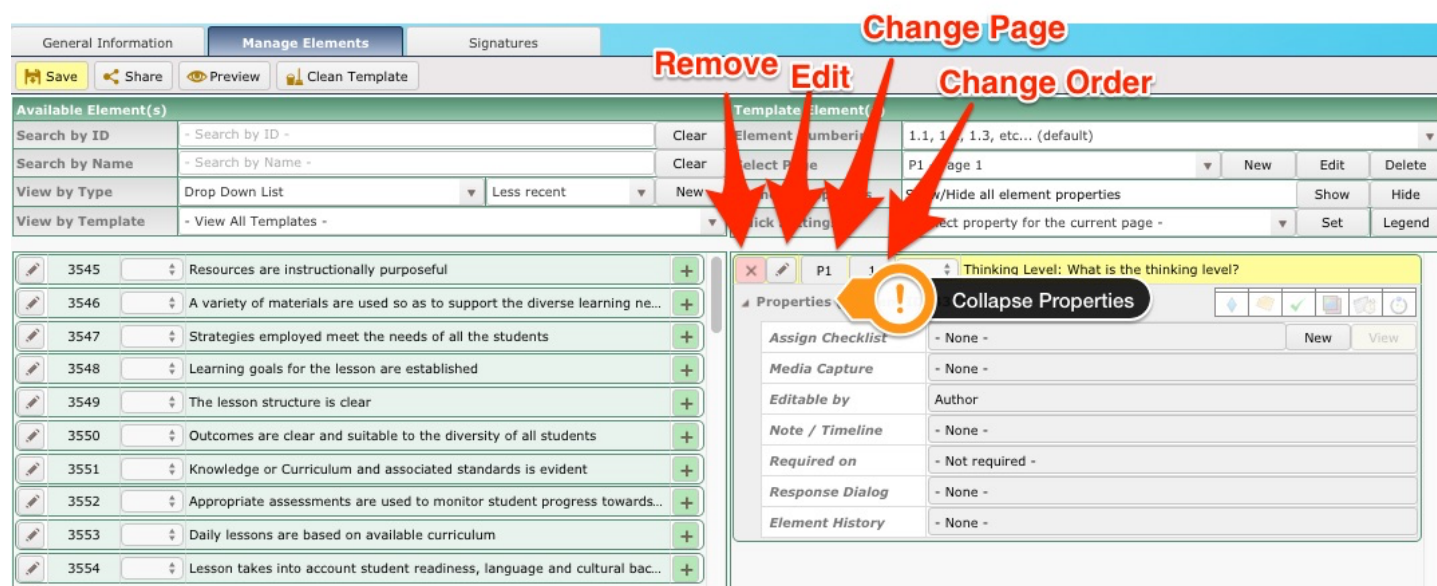 Change Page
General Information Manage Elements Signatures
Remove Edit Change Order
Save Share Preview Clean Template
Available Element(s)
Search by ID - Search by ID - Clear
Search by Name - Search by Name - Clear
View by Type Drop Down List Less recent New
View by Template - View All Templates -
Template Element(
Element 1.1, 1. 1.3, etc... (default)
P1 Page 1 New Edit Delete
/Hide all element properties Show Hide
property for the current page - Set Legend
3545 Resources are instructionally purposeful +
3546 A variety of materials are used so as to support the diverse learning ne... +
3547 Strategies employed meet the needs of all the students +
3548 Learning goals for the lesson are established +
3549 The lesson structure is clear +
3550 Outcomes are clear and suitable to the diversity of all students +
3551 Knowledge or Curriculum and associated standards is evident +
3552 Appropriate assessments are used to monitor student progress towards... +
3553 Daily lessons are based on available curriculum +
3554 Lesson takes into account student readiness, language and cultural bac... +
P1 1 Thinking Level: What is the thinking level?
Properties ! Collapse Properties
Assign Checklist - None - New View
Media Capture - None -
Editable by Author
Note / Timeline - None -
Required on - Not required -
Response Dialog - None -
Element History - None -